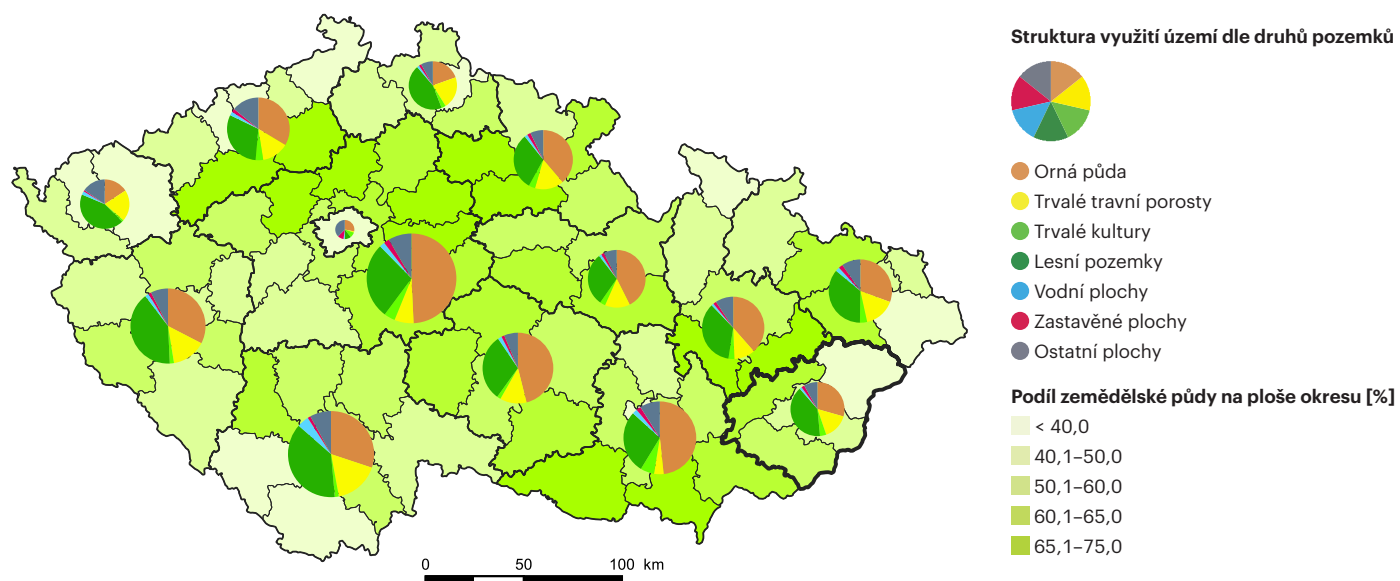 Struktura využití území dle druhů pozemků
Orná půda
Trvalé travní porosty
Trvalé kultury
Lesní pozemky
Vodní plochy
Zastavěné plochy
Ostatní plochy
Podíl zemědělské půdy na ploše okresu [%]
< 40,0
40,1–50,0
50,1–60,0
60,1–65,0
65,1–75,0
0 50 100 km